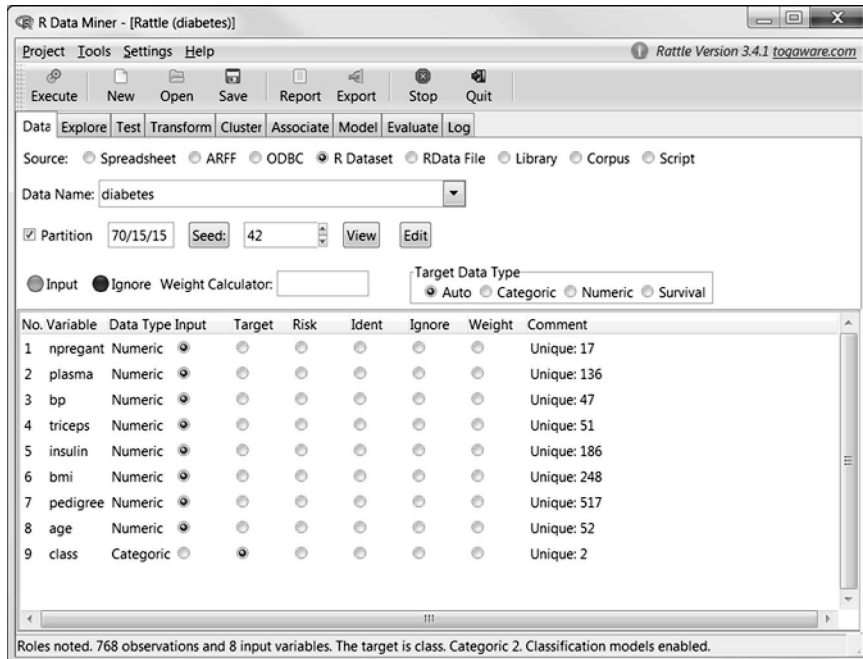 R Data Miner - [Rattle (diabetes)]
Project Tools Settings Help Rattle Version 3.4.1 togaware.com
Execute New Open Save Report Export Stop Quit
Data Explore Test Transform Cluster Associate Model Evaluate Log
Source: Spreadsheet ARFF ODBC R Dataset RData File Library Corpus Script
Data Name: diabetes
Partition 70/15/15 Seed: 42 View Edit
Target Data Type
Input Ignore Weight Calculator: Auto Categoric Numeric Survival
No. Variable Data Type Input Target Risk Ident Ignore Weight Comment
1 npregant Numeric Unique: 17
2 plasma Numeric Unique: 136
3 bp Numeric Unique: 47
4 triceps Numeric Unique: 51
5 insulin Numeric Unique: 186
6 bmi Numeric Unique: 248
7 pedigree Numeric Unique: 517
8 age Numeric Unique: 52
9 class Categoric Unique: 2
Roles noted. 768 observations and 8 input variables. The target is class. Categoric 2. Classification models enabled.